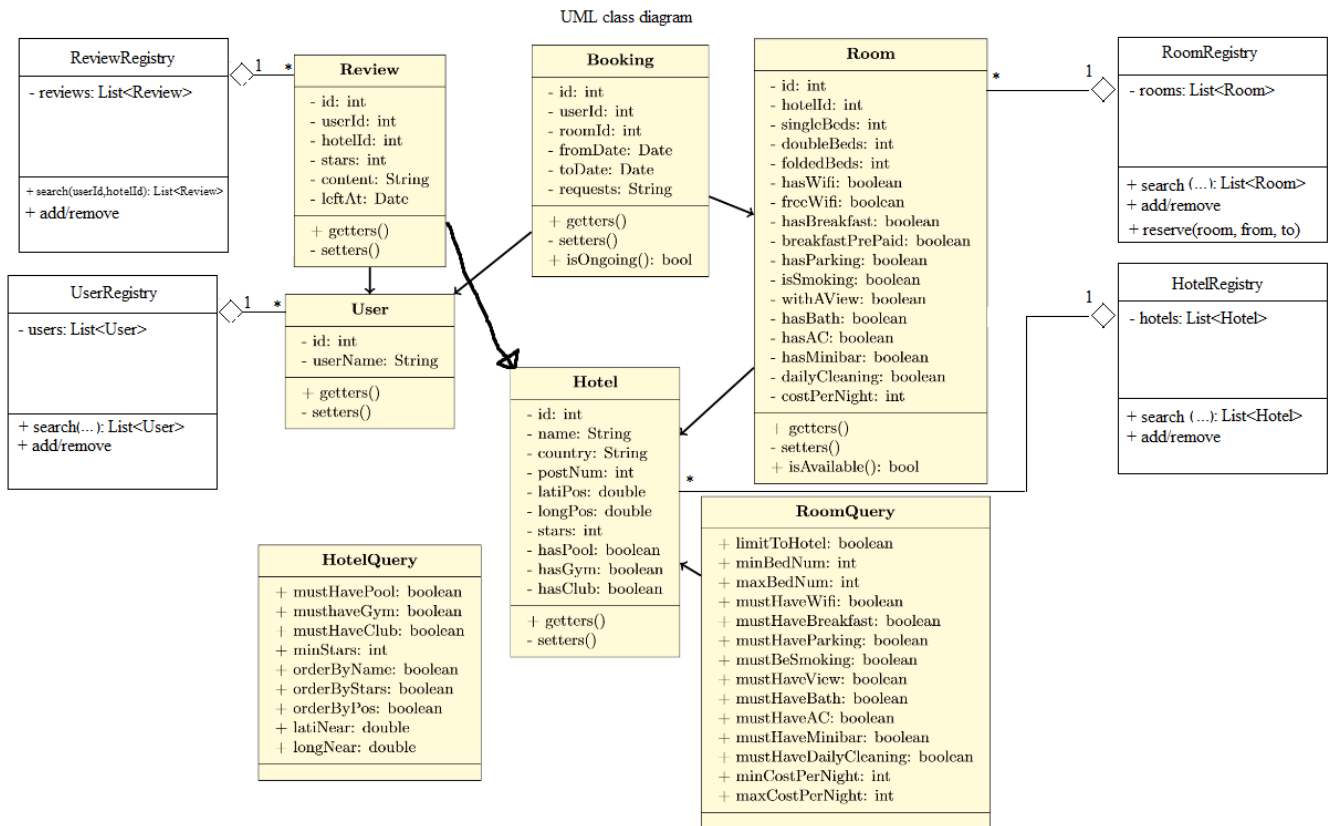 UML class diagram
ReviewRegistry
- reviews: List<Review>
+ search(userId,hotelId): List<Review>
+ add/remove
1
*
Review
- id: int
- userId: int
- hotelId: int
- stars: int
- content: String
- leftAt: Date
+ getters()
- setters()
Booking
- id: int
- userId: int
- roomId: int
- fromDate: Date
- toDate: Date
- requests: String
+ getters()
- setters()
+ isOngoing(): bool
Room
- id: int
- hotelId: int
- singleBeds: int
- doubleBeds: int
- foldedBeds: int
- hasWifi: boolean
- freeWifi: boolean
- hasBreakfast: boolean
- breakfastPrePaid: boolean
- hasParking: boolean
- isSmoking: boolean
- withAView: boolean
- hasBath: boolean
- hasAC: boolean
- hasMinibar: boolean
- dailyCleaning: boolean
- costPerNight: int
+ getters()
- setters()
+ isAvailable(): bool
*
1
RoomRegistry
- rooms: List<Room>
+ search (...): List<Room>
+ add/remove
+ reserve(room, from, to)
UserRegistry
- users: List<User>
+ search(...): List<User>
+ add/remove
1
*
User
- id: int
- userName: String
+ getters()
- setters()
Hotel
- id: int
- name: String
- country: String
- postNum: int
- latiPos: double
- longPos: double
- stars: int
- hasPool: boolean
- hasGym: boolean
- hasClub: boolean
+ getters()
- setters()
*
1
HotelRegistry
- hotels: List<Hotel>
+ search (...): List<Hotel>
+ add/remove
HotelQuery
+ mustHavePool: boolean
+ musthaveGym: boolean
+ mustHaveClub: boolean
+ minStars: int
+ orderByName: boolean
+ orderByStars: boolean
+ orderByPos: boolean
+ latiNear: double
+ longNear: double
RoomQuery
+ limitToHotel: boolean
+ minBedNum: int
+ maxBedNum: int
+ mustHaveWifi: boolean
+ mustHaveBreakfast: boolean
+ mustHaveParking: boolean
+ mustBeSmoking: boolean
+ mustHaveView: boolean
+ mustHaveBath: boolean
+ mustHaveAC: boolean
+ mustHaveMinibar: boolean
+ mustHaveDailyCleaning: boolean
+ minCostPerNight: int
+ maxCostPerNight: int